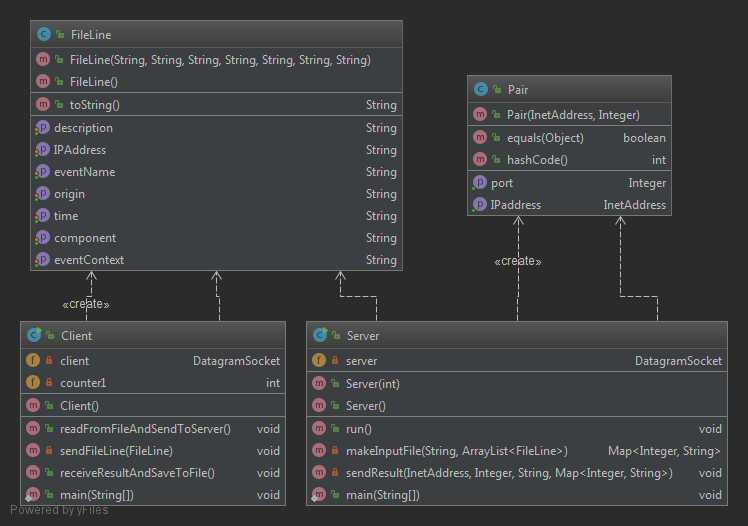 FileLine
FileLine(String, String, String, String, String, String, String)
FileLine()
toString() String
description String
IPAddress String
eventName String
origin String
time String
component String
eventContext String
Pair
Pair(InetAddress, Integer)
equals(Object) boolean
hashCode() int
port Integer
IPaddress InetAddress
«create»
«create»
Client
client DatagramSocket
counter1 int
Client()
readFromFileAndSendToServer() void
sendFileLine(FileLine) void
receiveResultAndSaveToFile() void
main(String[]) void
Server
server DatagramSocket
Server(int)
Server()
run() void
makeInputFile(String, ArrayList<FileLine>) Map<Integer, String>
sendResult(InetAddress, Integer, String, Map<Integer, String>) void
main(String[]) void
Powered by yFiles